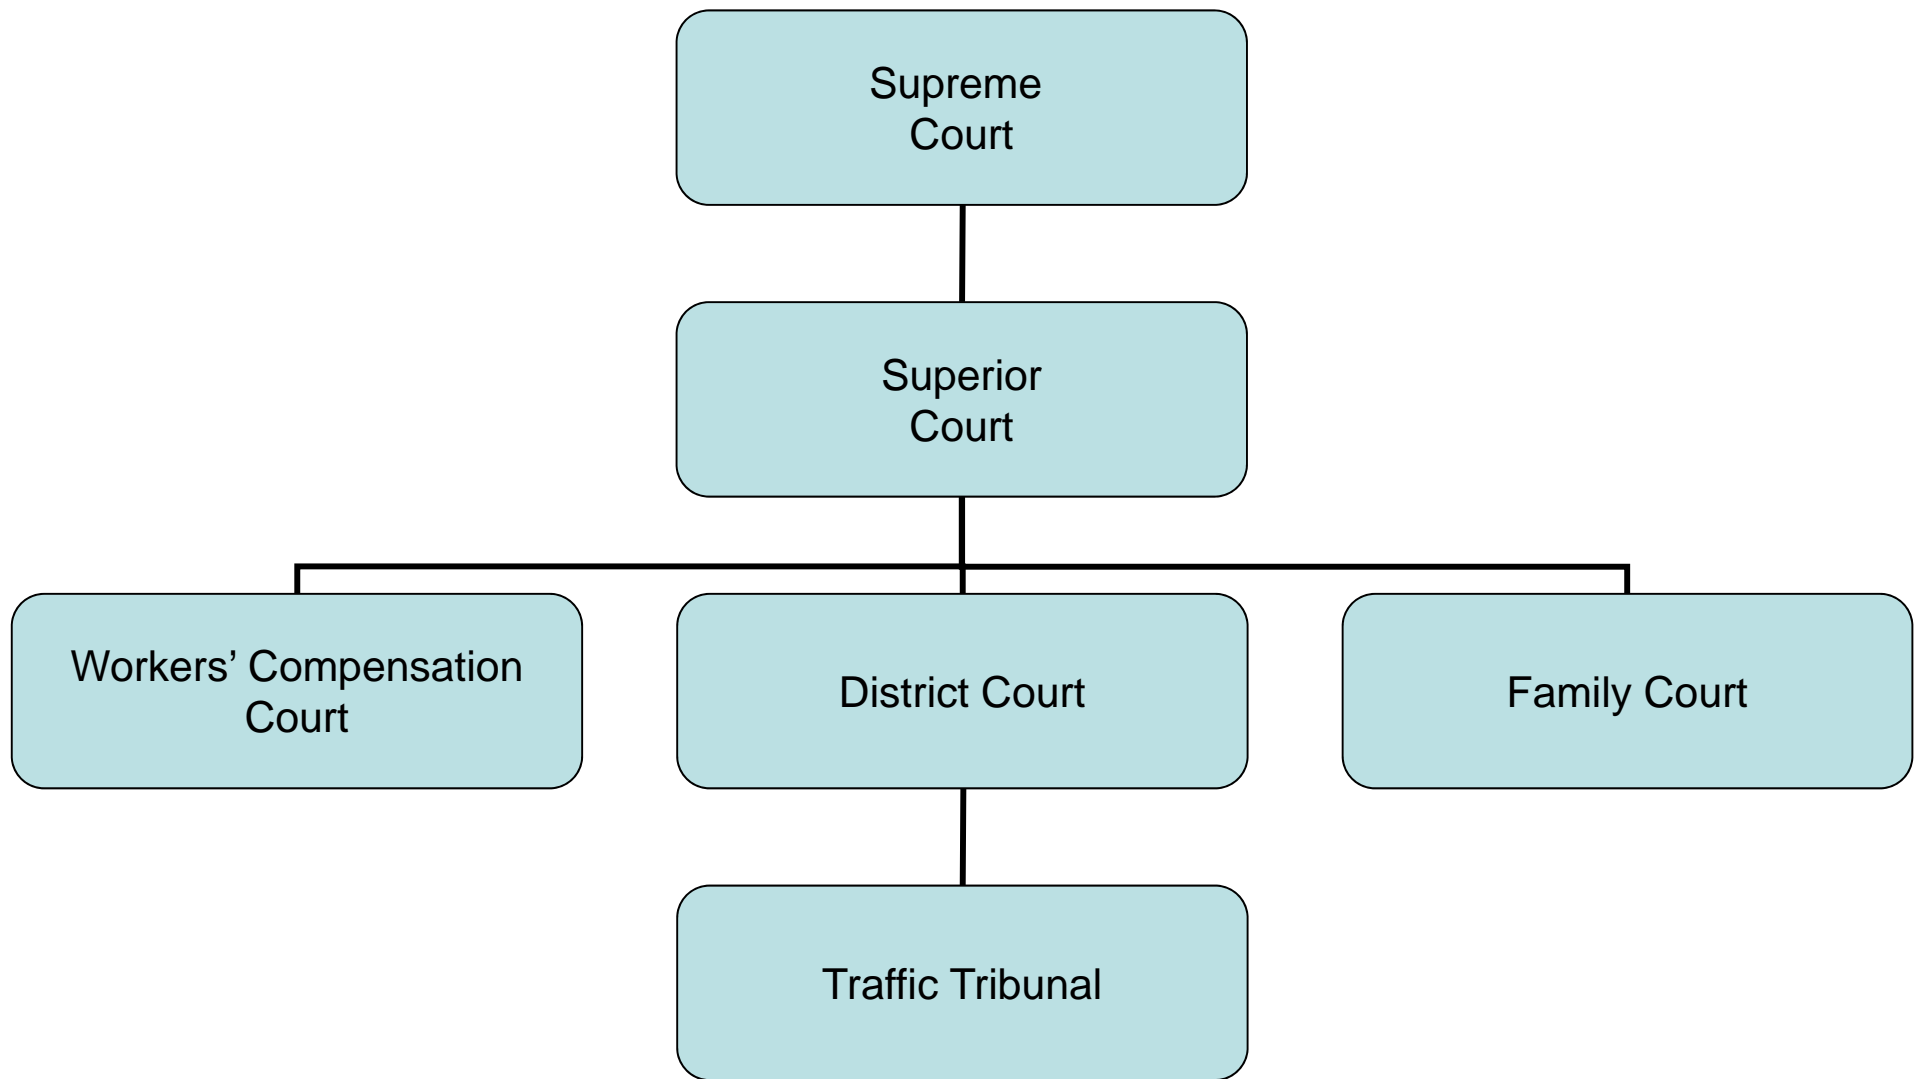 Supreme
Court
Superior
Court
Workers’ Compensation
Court
District Court
Family Court
Traffic Tribunal